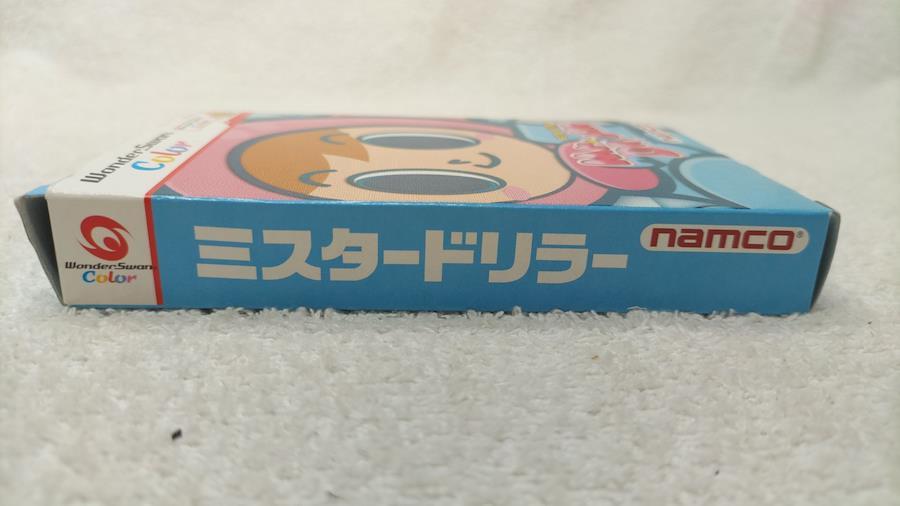 WonderSwan
Color
WonderSwan
Color
ミスタードリラー
namco